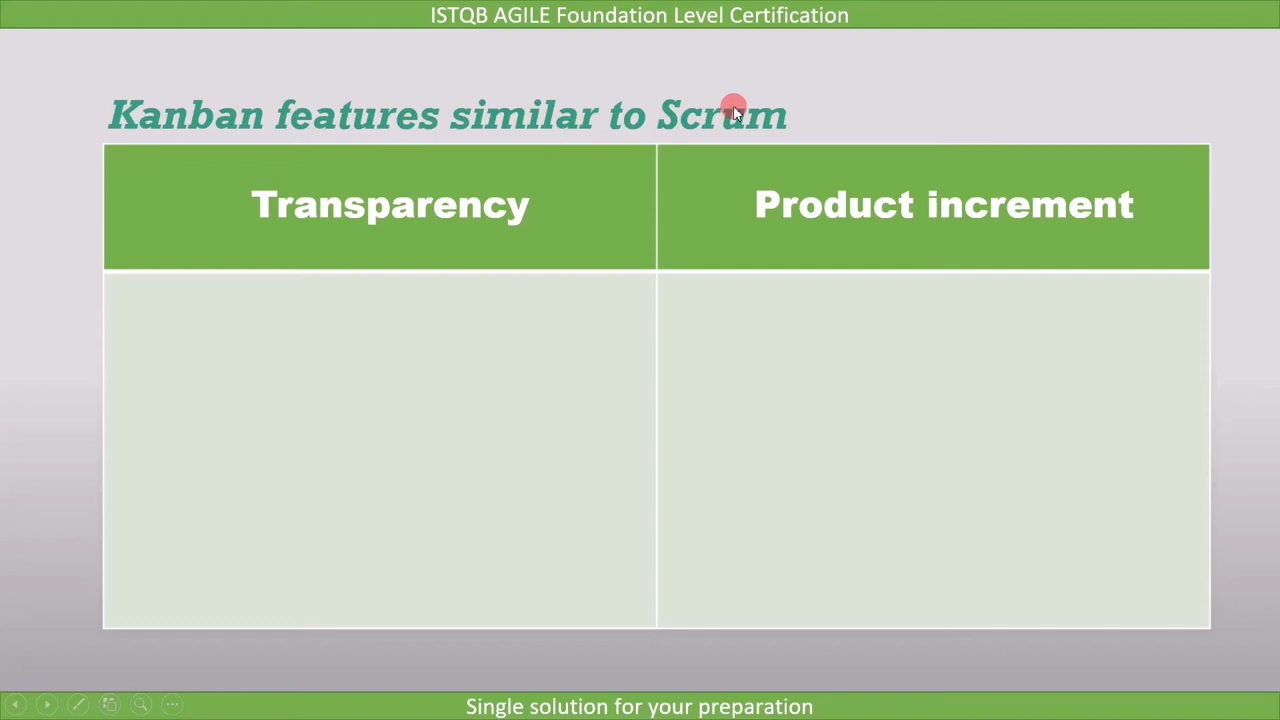 ISTQB AGILE Foundation Level Certification
Kanban features similar to Scrum
Transparency
Product increment
Single solution for your preparation